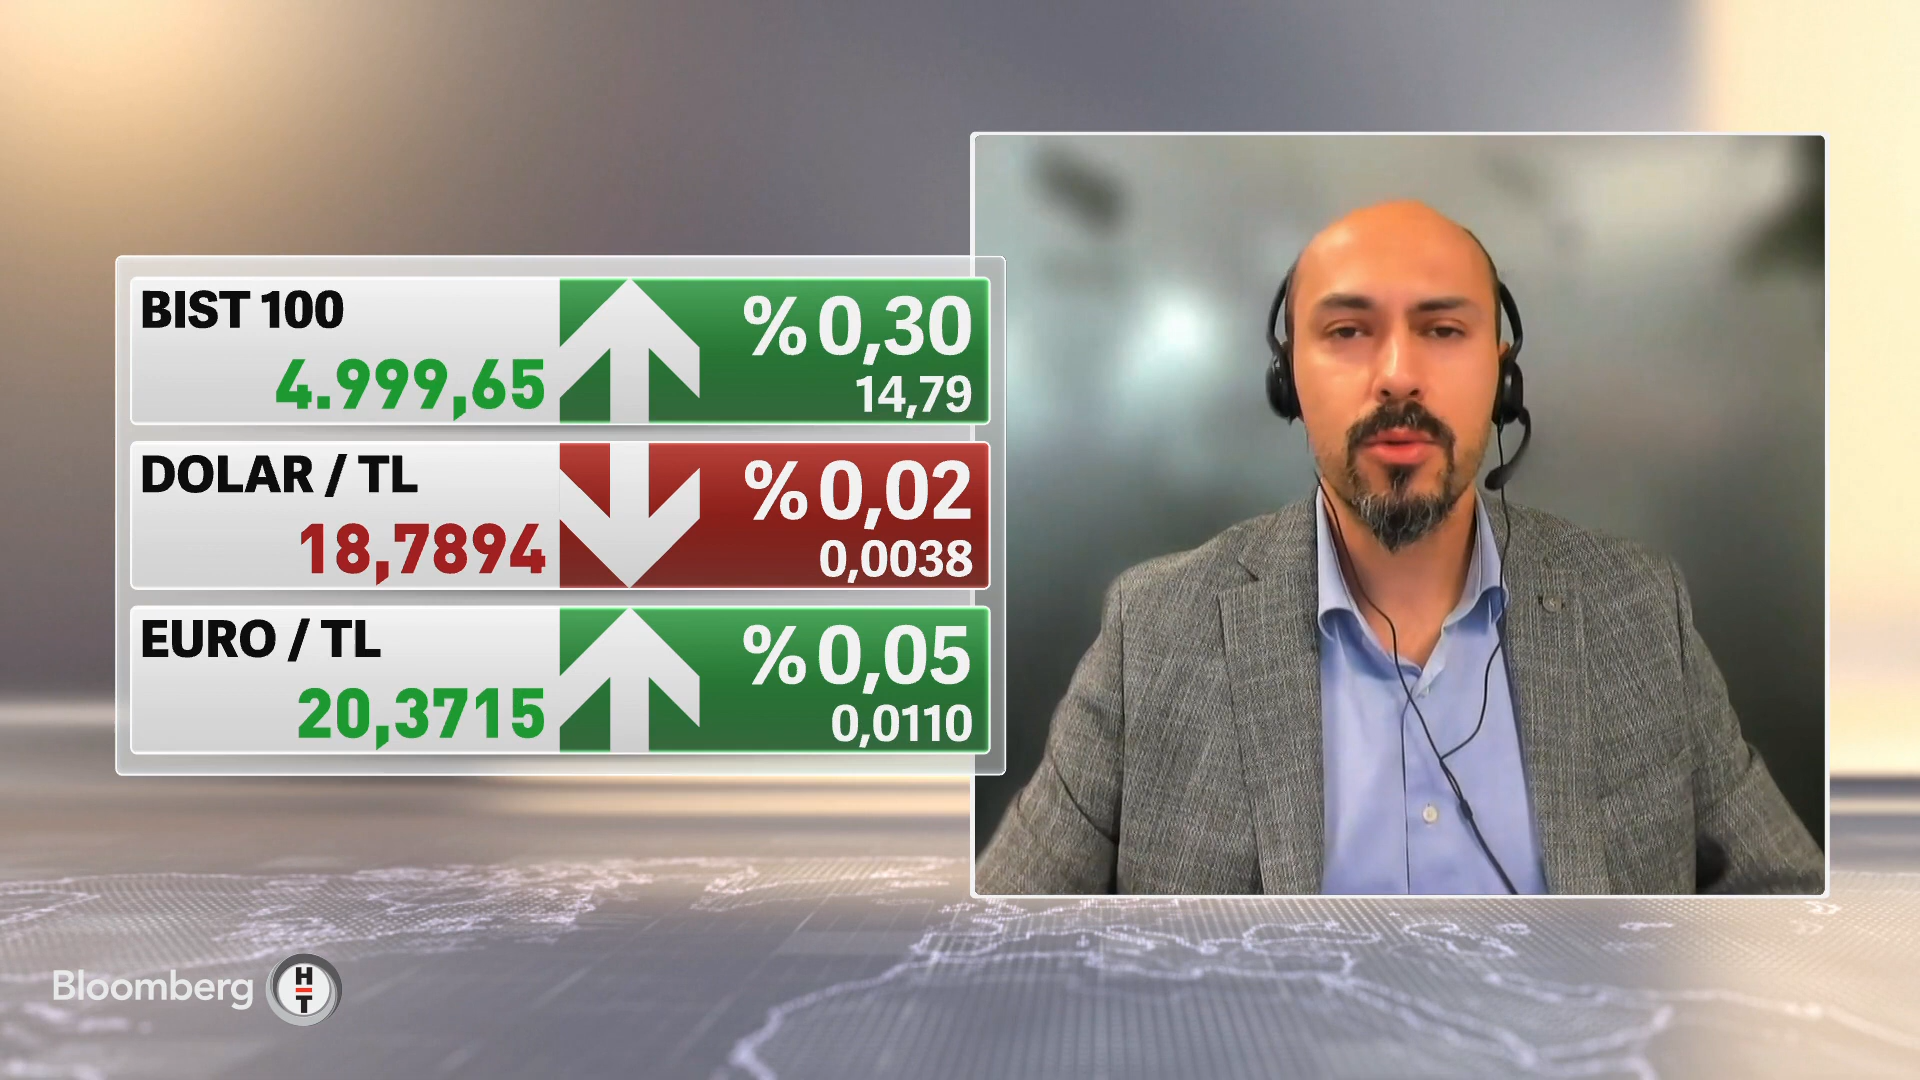 BIST 100
4.999,65
%0,30
14,79
DOLAR / TL
18,7894
%0,02
0,0038
EURO / TL
20,3715
%0,05
0,0110
Bloomberg HT